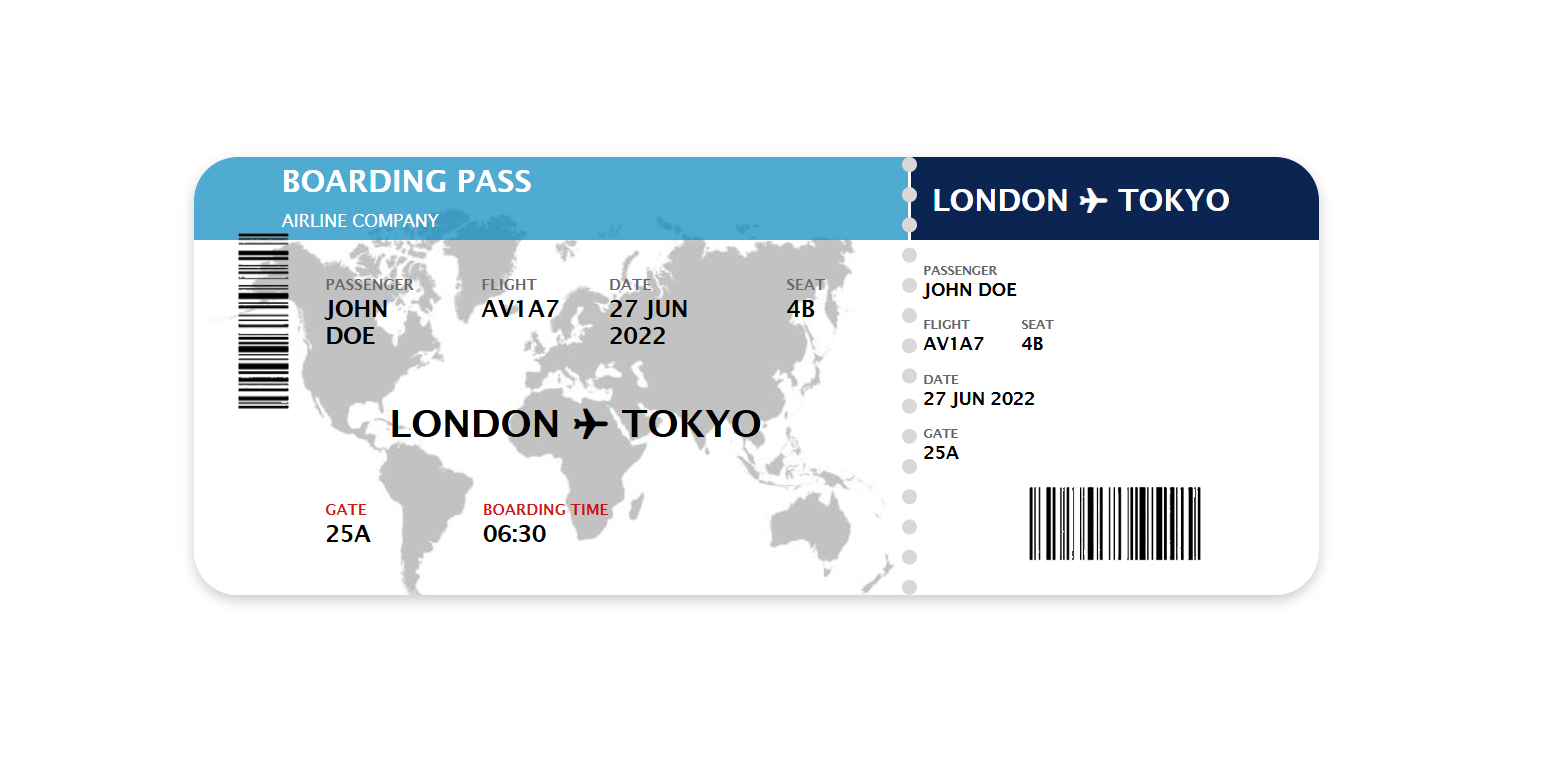 BOARDING PASS
AIRLINE COMPANY
PASSENGER FLIGHT DATE SEAT
JOHN AV1A7 27 JUN 4B
DOE 2022
LONDON ✈ TOKYO
GATE BOARDING TIME
25A 06:30
LONDON ✈ TOKYO
PASSENGER
JOHN DOE
FLIGHT SEAT
AV1A7 4B
DATE
27 JUN 2022
GATE
25A